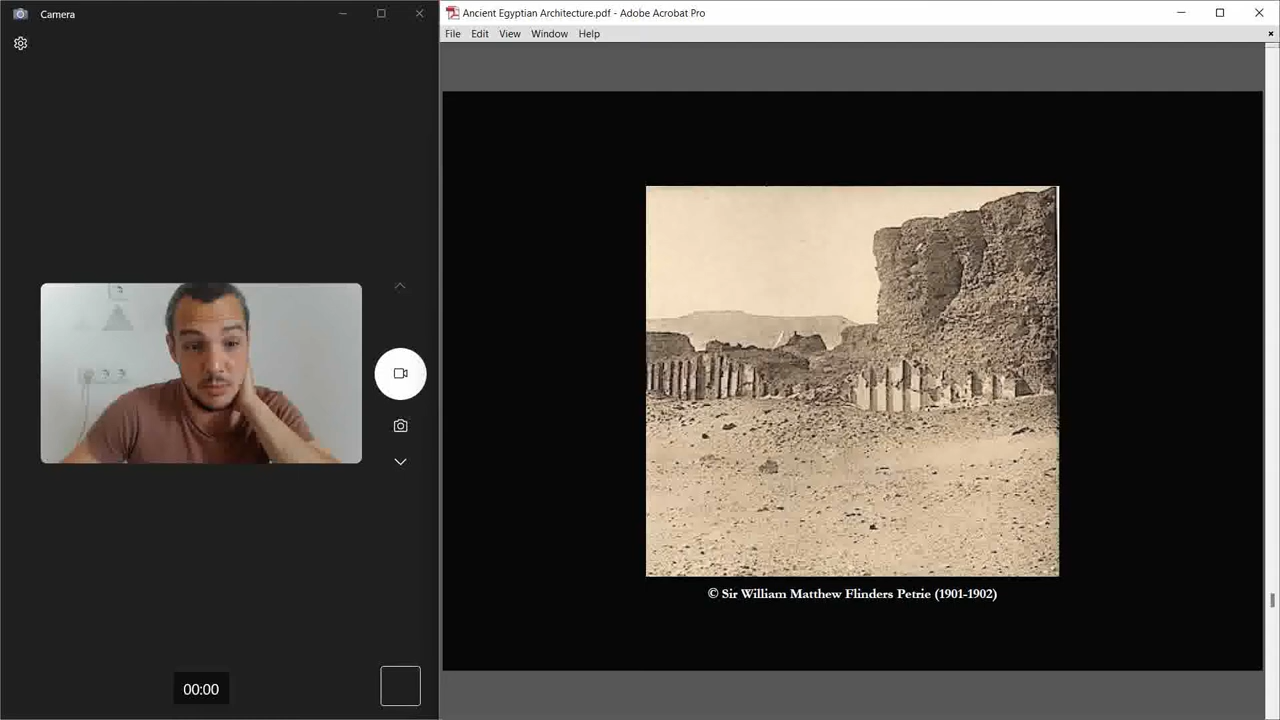 Camera
Ancient Egyptian Architecture.pdf - Adobe Acrobat Pro
File Edit View Window Help
© Sir William Matthew Flinders Petrie (1901-1902)
00:00